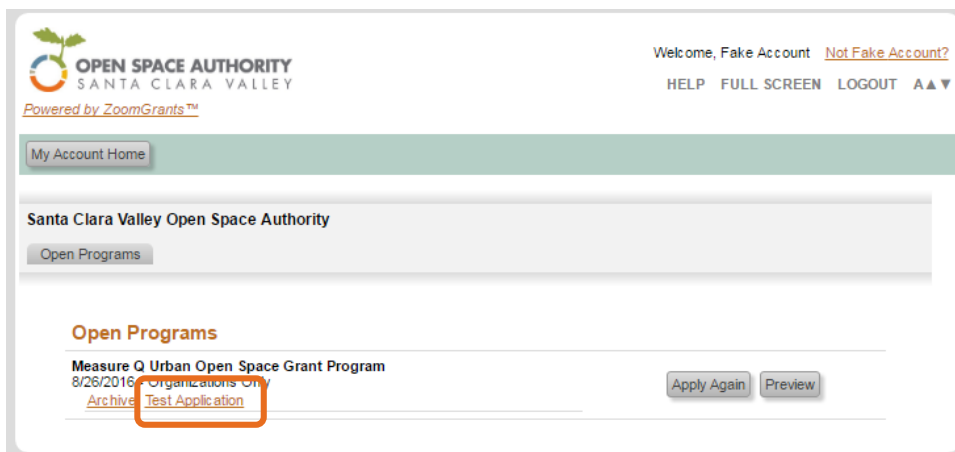 OPEN SPACE AUTHORITY
SANTA CLARA VALLEY
Powered by ZoomGrants™
Welcome, Fake Account Not Fake Account?
HELP FULL SCREEN LOGOUT A▲▼
My Account Home
Santa Clara Valley Open Space Authority
Open Programs
Open Programs
Measure Q Urban Open Space Grant Program
8/26/2016 - Organizations Only
Archive Test Application
Apply Again Preview